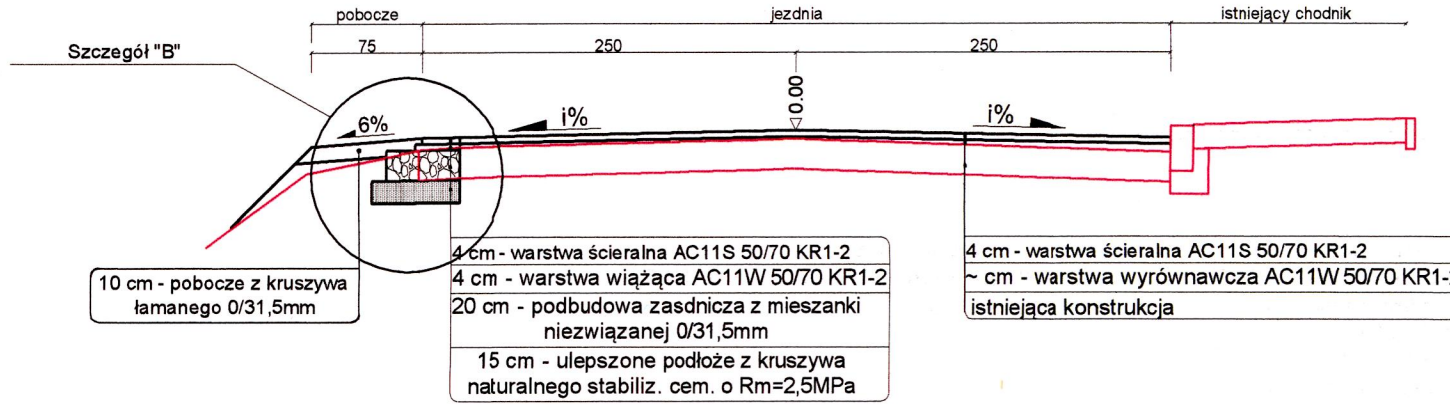 pobocze
jezdnia
istniejący chodnik
Szczegół "B"
75
250
250
0.00
6%
i%
i%
10 cm - pobocze z kruszywa
łamanego 0/31,5mm
4 cm - warstwa ścieralna AC11S 50/70 KR1-2
4 cm - warstwa wiążąca AC11W 50/70 KR1-2
20 cm - podbudowa zasdnicza z mieszanki
niezwiązanej 0/31,5mm
15 cm - ulepszone podłoże z kruszywa
naturalnego stabiliz. cem. o Rm=2,5MPa
4 cm - warstwa ścieralna AC11S 50/70 KR1-2
~ cm - warstwa wyrównawcza AC11W 50/70 KR1-2
istniejąca konstrukcja